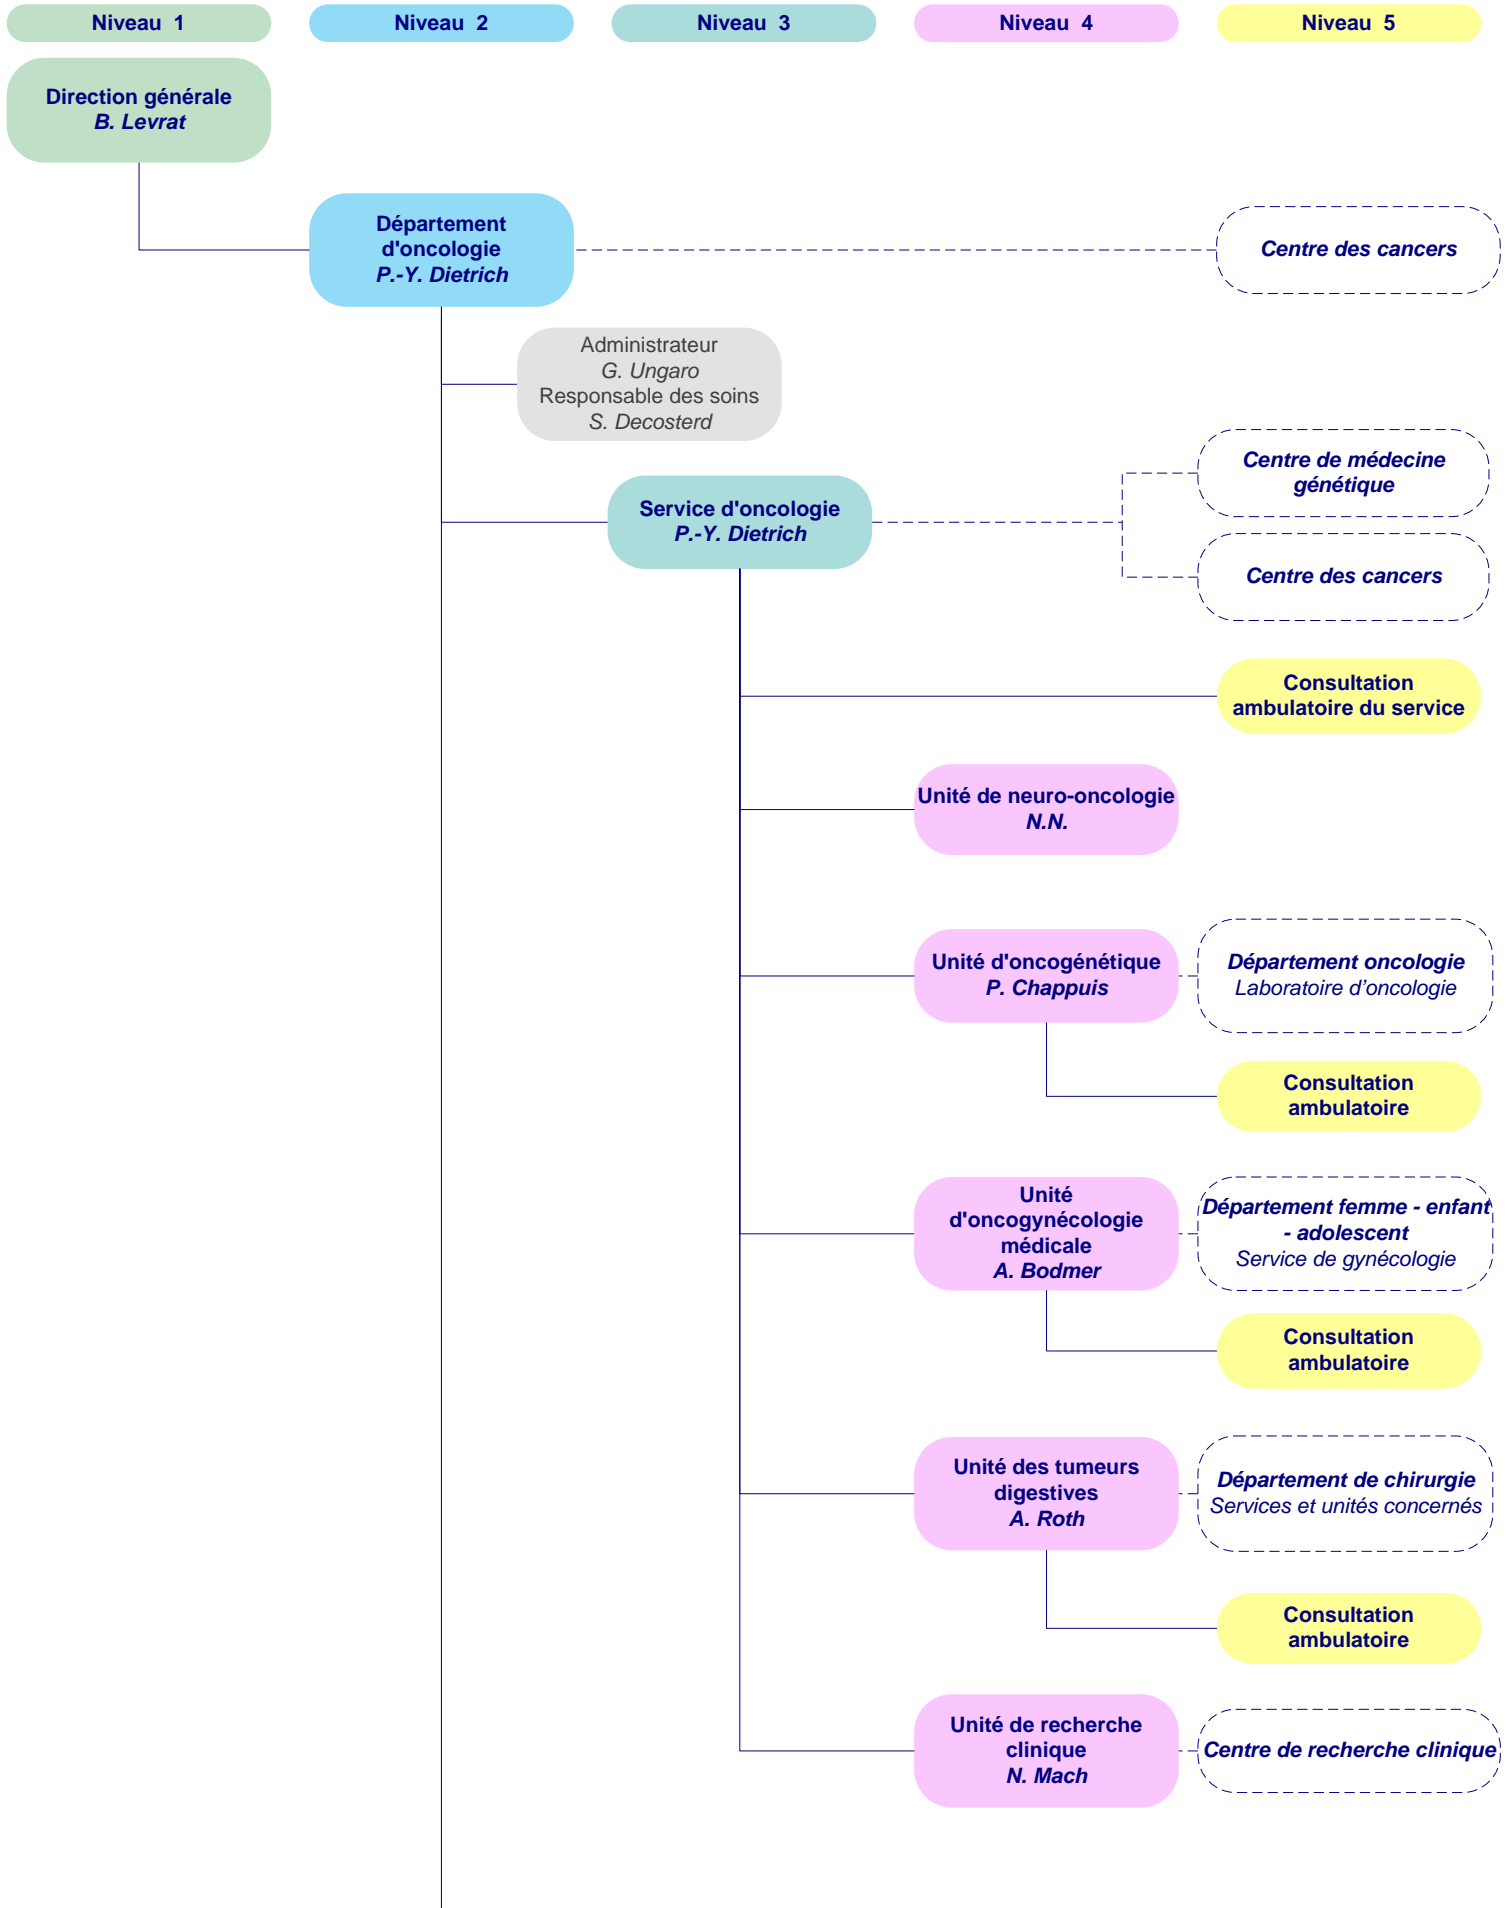 Niveau 1
Niveau 2
Niveau 3
Niveau 4
Niveau 5
Direction générale
B. Levrat
Département
d'oncologie
P.-Y. Dietrich
Centre des cancers
Administrateur
G. Ungaro
Responsable des soins
S. Decosterd
Centre de médecine
génétique
Service d'oncologie
P.-Y. Dietrich
Centre des cancers
Consultation
ambulatoire du service
Unité de neuro-oncologie
N.N.
Unité d'oncogénétique
P. Chappuis
Département oncologie
Laboratoire d’oncologie
Consultation
ambulatoire
Unité
d'oncogynécologie
médicale
A. Bodmer
Département femme - enfant
- adolescent
Service de gynécologie
Consultation
ambulatoire
Unité des tumeurs
digestives
A. Roth
Département de chirurgie
Services et unités concernés
Consultation
ambulatoire
Unité de recherche
clinique
N. Mach
Centre de recherche clinique